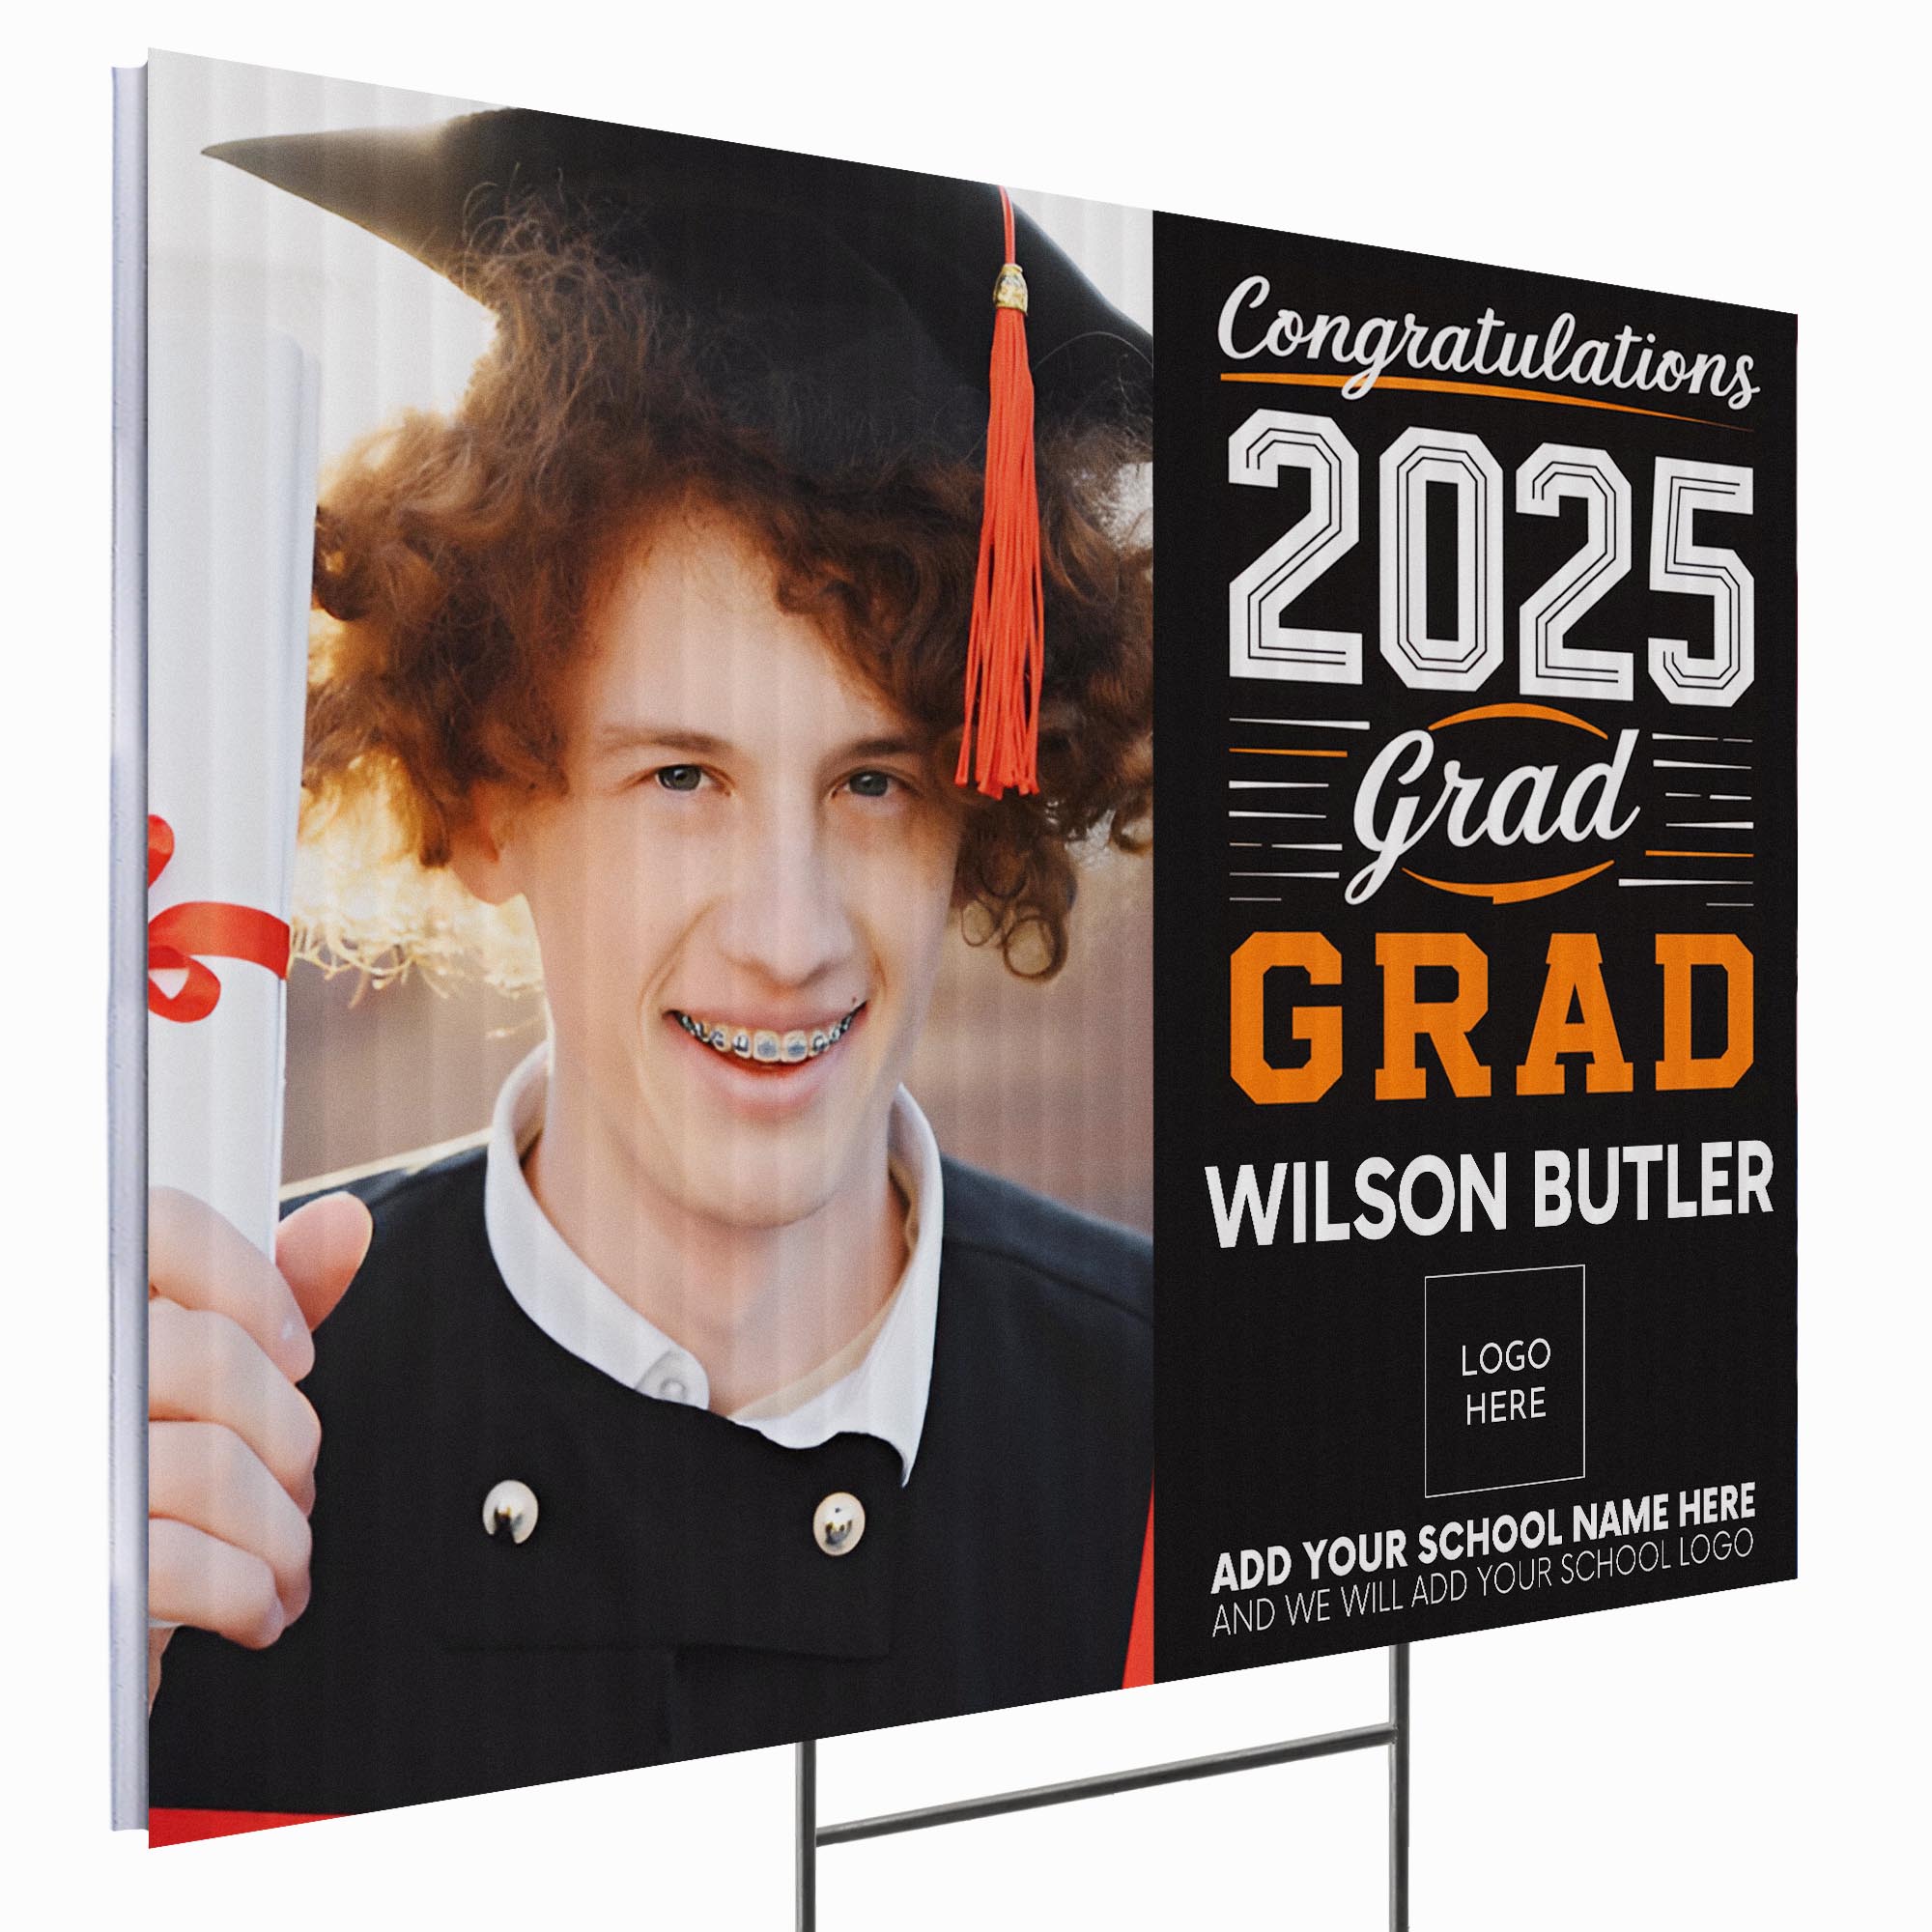 Congratulations
2025
Grad
GRAD
WILSON BUTLER
LOGO
HERE
ADD YOUR SCHOOL NAME HERE
AND WE WILL ADD YOUR SCHOOL LOGO